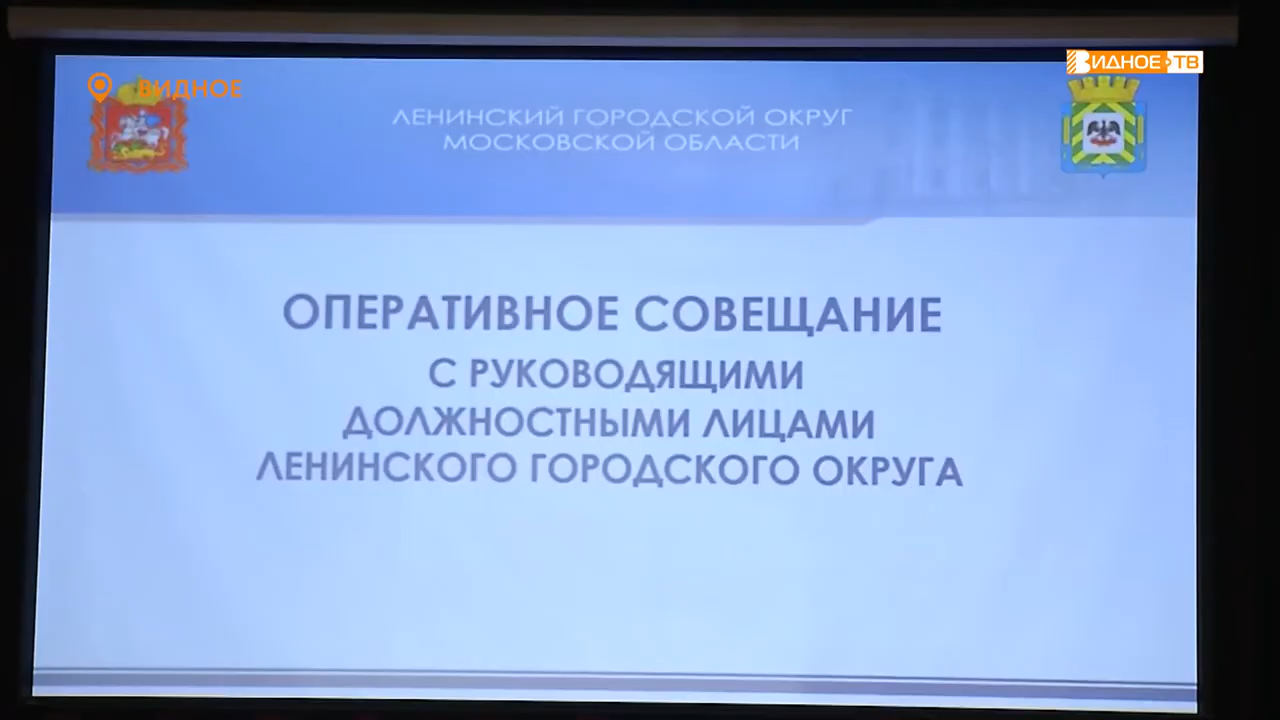 ВИДНОЕ
ВИДНОЕ ТВ
ЛЕНИНСКИЙ ГОРОДСКОЙ ОКРУГ
МОСКОВСКОЙ ОБЛАСТИ
ОПЕРАТИВНОЕ СОВЕЩАНИЕ
С РУКОВОДЯЩИМИ
ДОЛЖНОСТНЫМИ ЛИЦАМИ
ЛЕНИНСКОГО ГОРОДСКОГО ОКРУГА